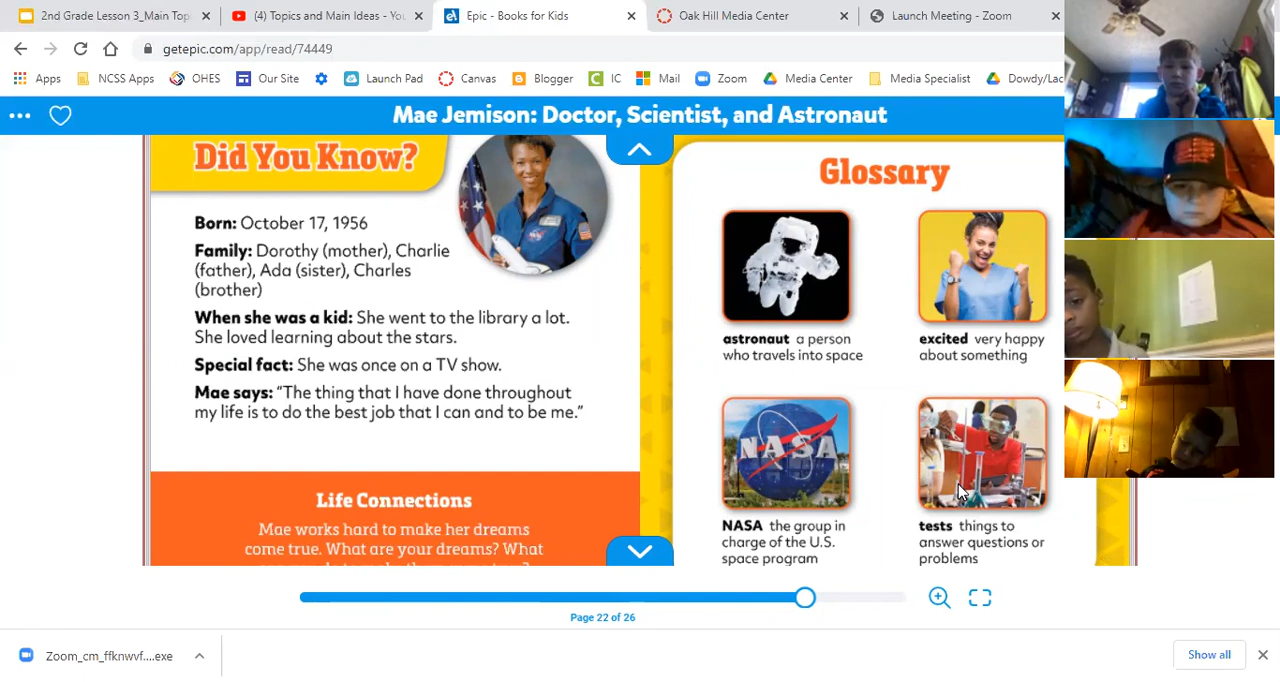 2nd Grade Lesson 3_Main Top
(4) Topics and Main Ideas - You
Epic - Books for Kids
Oak Hill Media Center
Launch Meeting - Zoom
getepic.com/app/read/74449
Apps NCSS Apps OHES Our Site Launch Pad Canvas Blogger IC Mail Zoom Media Center Media Specialist Dowdy/Lac
Mae Jemison: Doctor, Scientist, and Astronaut
Did You Know?
Born: October 17, 1956
Family: Dorothy (mother), Charlie
(father), Ada (sister), Charles
(brother)
When she was a kid: She went to the library a lot.
She loved learning about the stars.
Special fact: She was once on a TV show.
Mae says: “The thing that I have done throughout
my life is to do the best job that I can and to be me.”
Life Connections
Mae works hard to make her dreams
come true. What are your dreams? What
Glossary
astronaut a person
who travels into space
excited very happy
about something
NASA
NASA the group in
charge of the U.S.
space program
tests things to
answer questions or
problems
Page 22 of 26
Zoom_cm_ffknwvf....exe
Show all